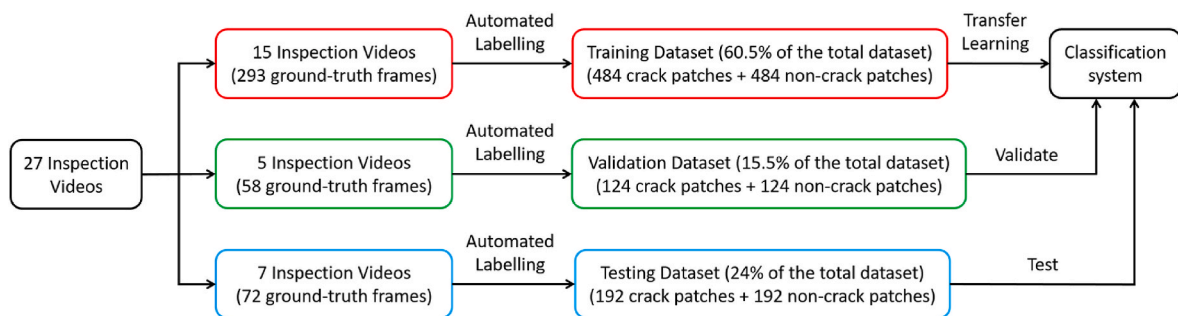 27 Inspection
Videos
15 Inspection Videos
(293 ground-truth frames)
Automated
Labelling
Training Dataset (60.5% of the total dataset)
(484 crack patches + 484 non-crack patches)
Transfer
Learning
Classification
system
5 Inspection Videos
(58 ground-truth frames)
Automated
Labelling
Validation Dataset (15.5% of the total dataset)
(124 crack patches + 124 non-crack patches)
Validate
7 Inspection Videos
(72 ground-truth frames)
Automated
Labelling
Testing Dataset (24% of the total dataset)
(192 crack patches + 192 non-crack patches)
Test